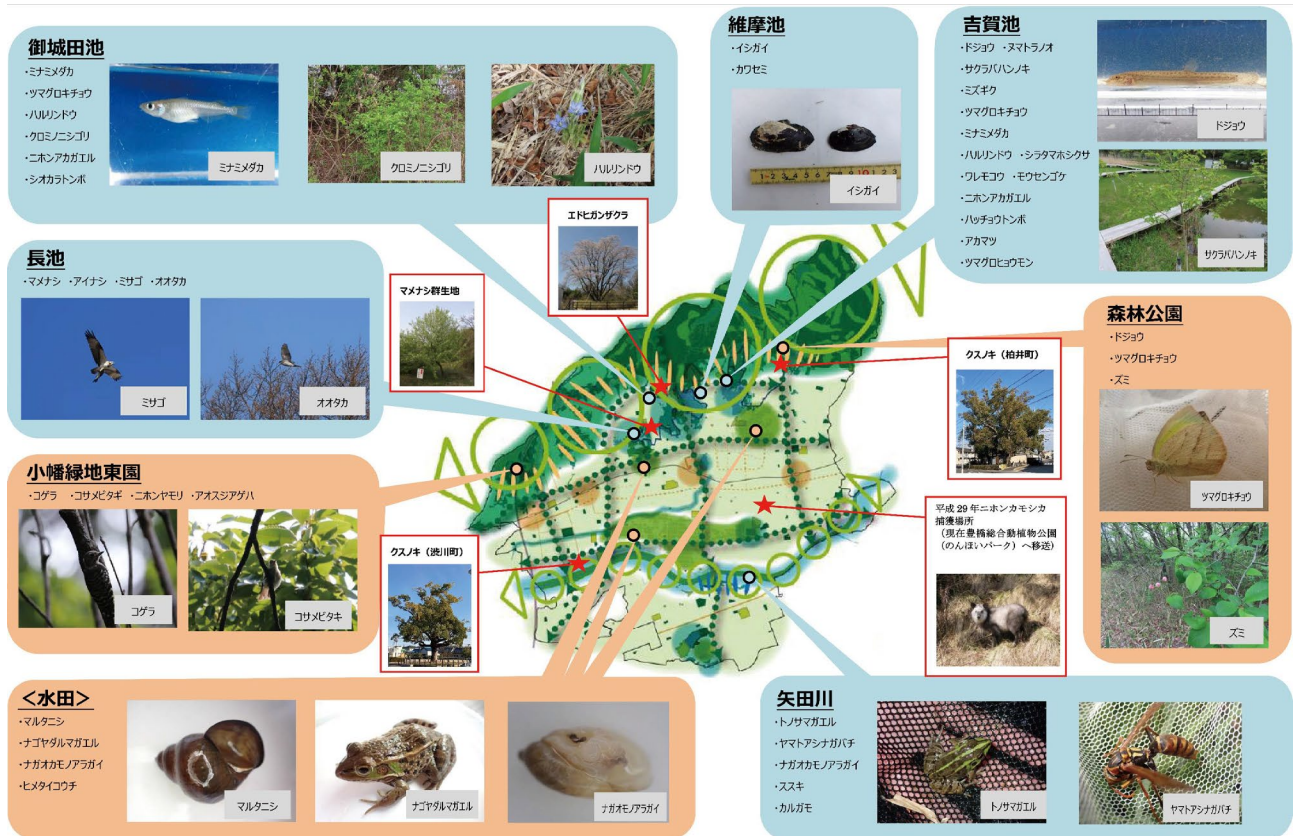 御城田池
・ミナミメダカ
・ツマグロキチョウ
・ハルリンドウ
・クロミノニシゴリ
・ニホンアカガエル
・シオカラトンボ
ミナミメダカ
クロミノニシゴリ
ハルリンドウ
維摩池
・イシガイ
・カワセミ
イシガイ
吉賀池
・ドジョウ ・ヌマトラノオ
・サクラバハンノキ
・ミズギク
・ツマグロキチョウ
・ミナミメダカ
・ハルリンドウ ・シラタマホシクサ
・ワレモコウ ・モウセンゴケ
・ニホンアカガエル
・ハッチョウトンボ
・アカマツ
・ツマグロヒョウモン
ドジョウ
サクラバハンノキ
長池
・マメナシ ・アイナシ ・ミサゴ ・オオタカ
ミサゴ
オオタカ
エドヒガンザクラ
マメナシ群生地
クスノキ（柏井町）
森林公園
・ドジョウ
・ツマグロキチョウ
・ズミ
ツマグロキチョウ
ズミ
小幡緑地東園
・コゲラ ・コサメビタギ ・ニホンヤモリ ・アオスジアゲハ
コゲラ
コサメビタキ
クスノキ（渋川町）
平成29年ニホンカモシカ
捕獲場所
（現在豊橋総合動植物公園
（のんほいパーク）へ移送）
＜水田＞
・マルタニシ
・ナゴヤダルマガエル
・ナガオカモノアラガイ
・ヒメタイコウチ
マルタニシ
ナゴヤダルマガエル
ナガオモノアラガイ
矢田川
・トノサマガエル
・ヤマトアシナガバチ
・ナガオカモノアラガイ
・ススキ
・カルガモ
トノサマガエル
ヤマトアシナガバチ